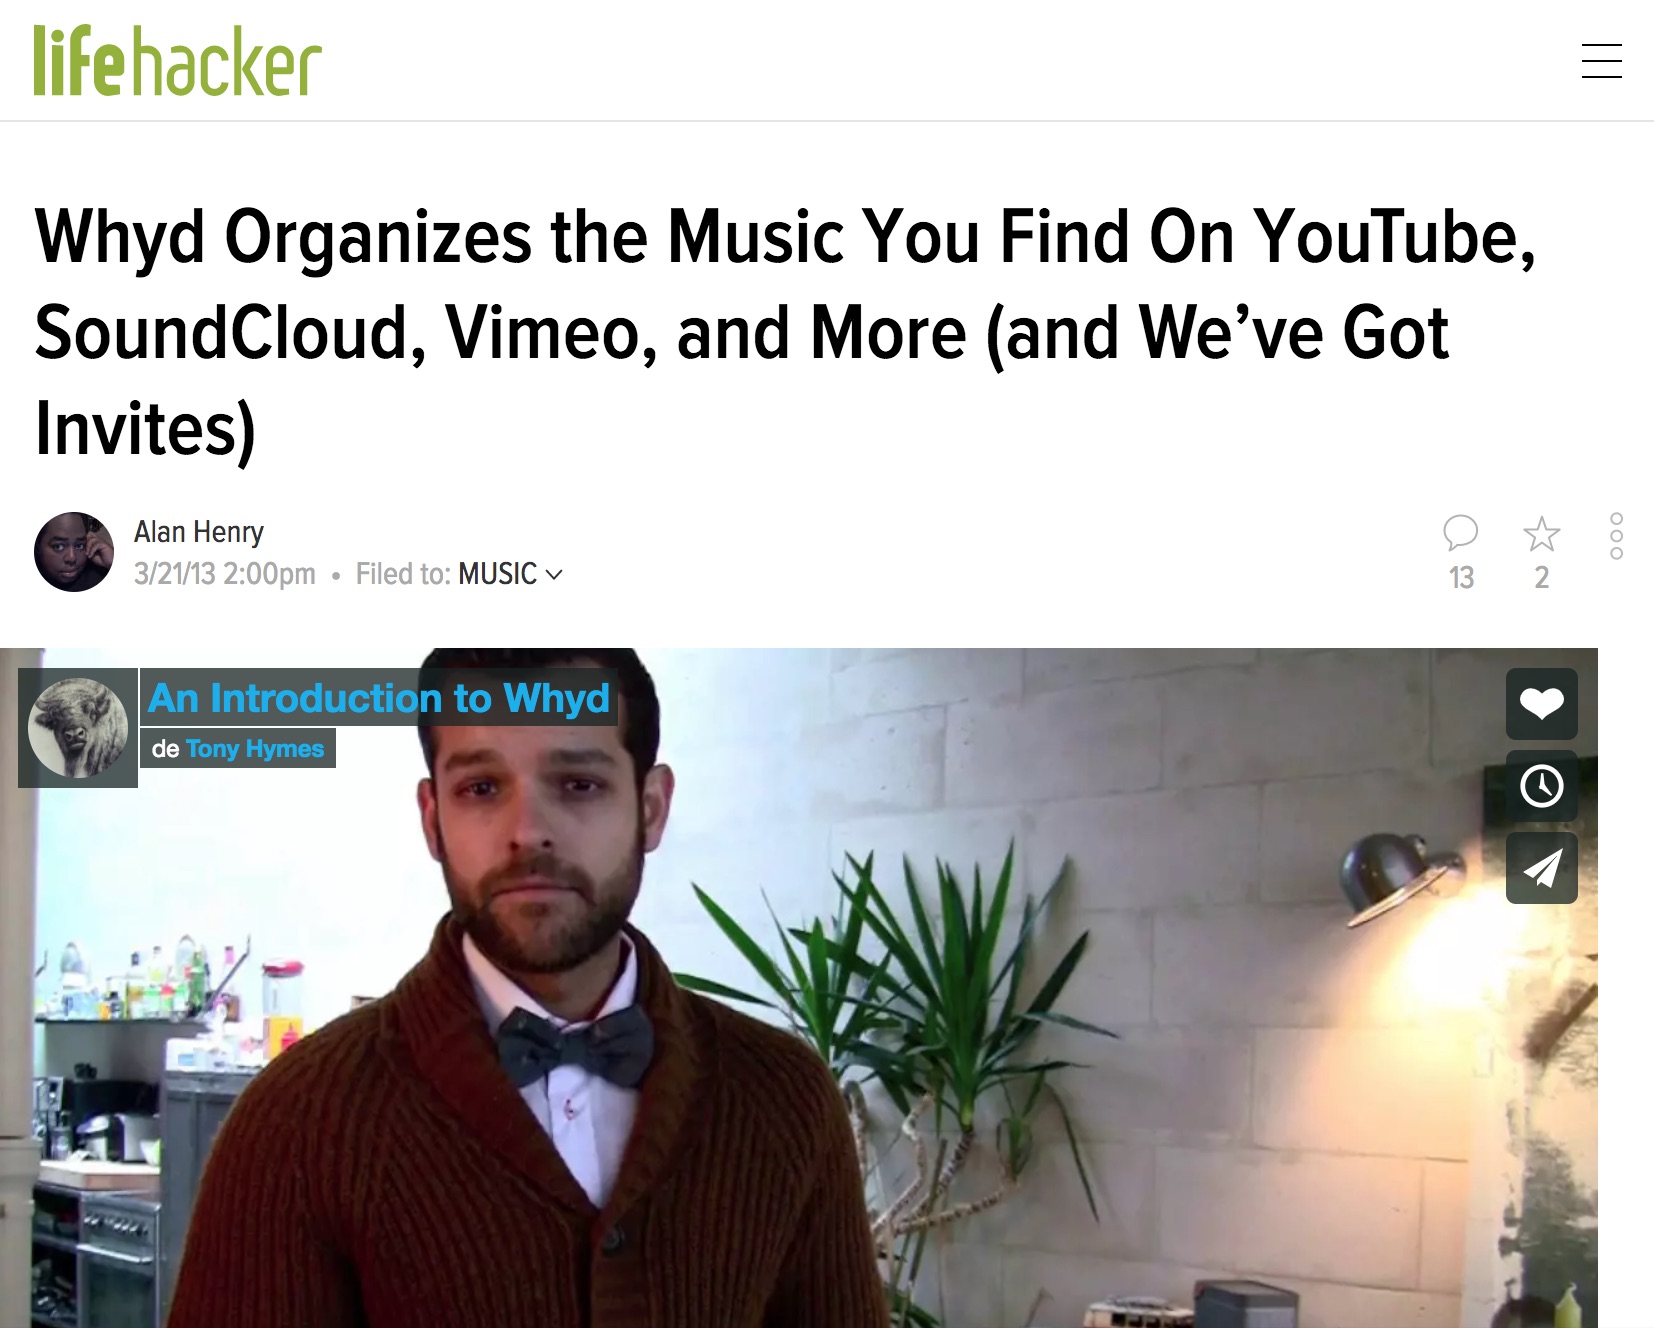 lifehacker
Whyd Organizes the Music You Find On YouTube,
SoundCloud, Vimeo, and More (and We’ve Got
Invites)
Alan Henry
3/21/13 2:00pm • Filed to: MUSIC
13
2
An Introduction to Whyd
de Tony Hymes